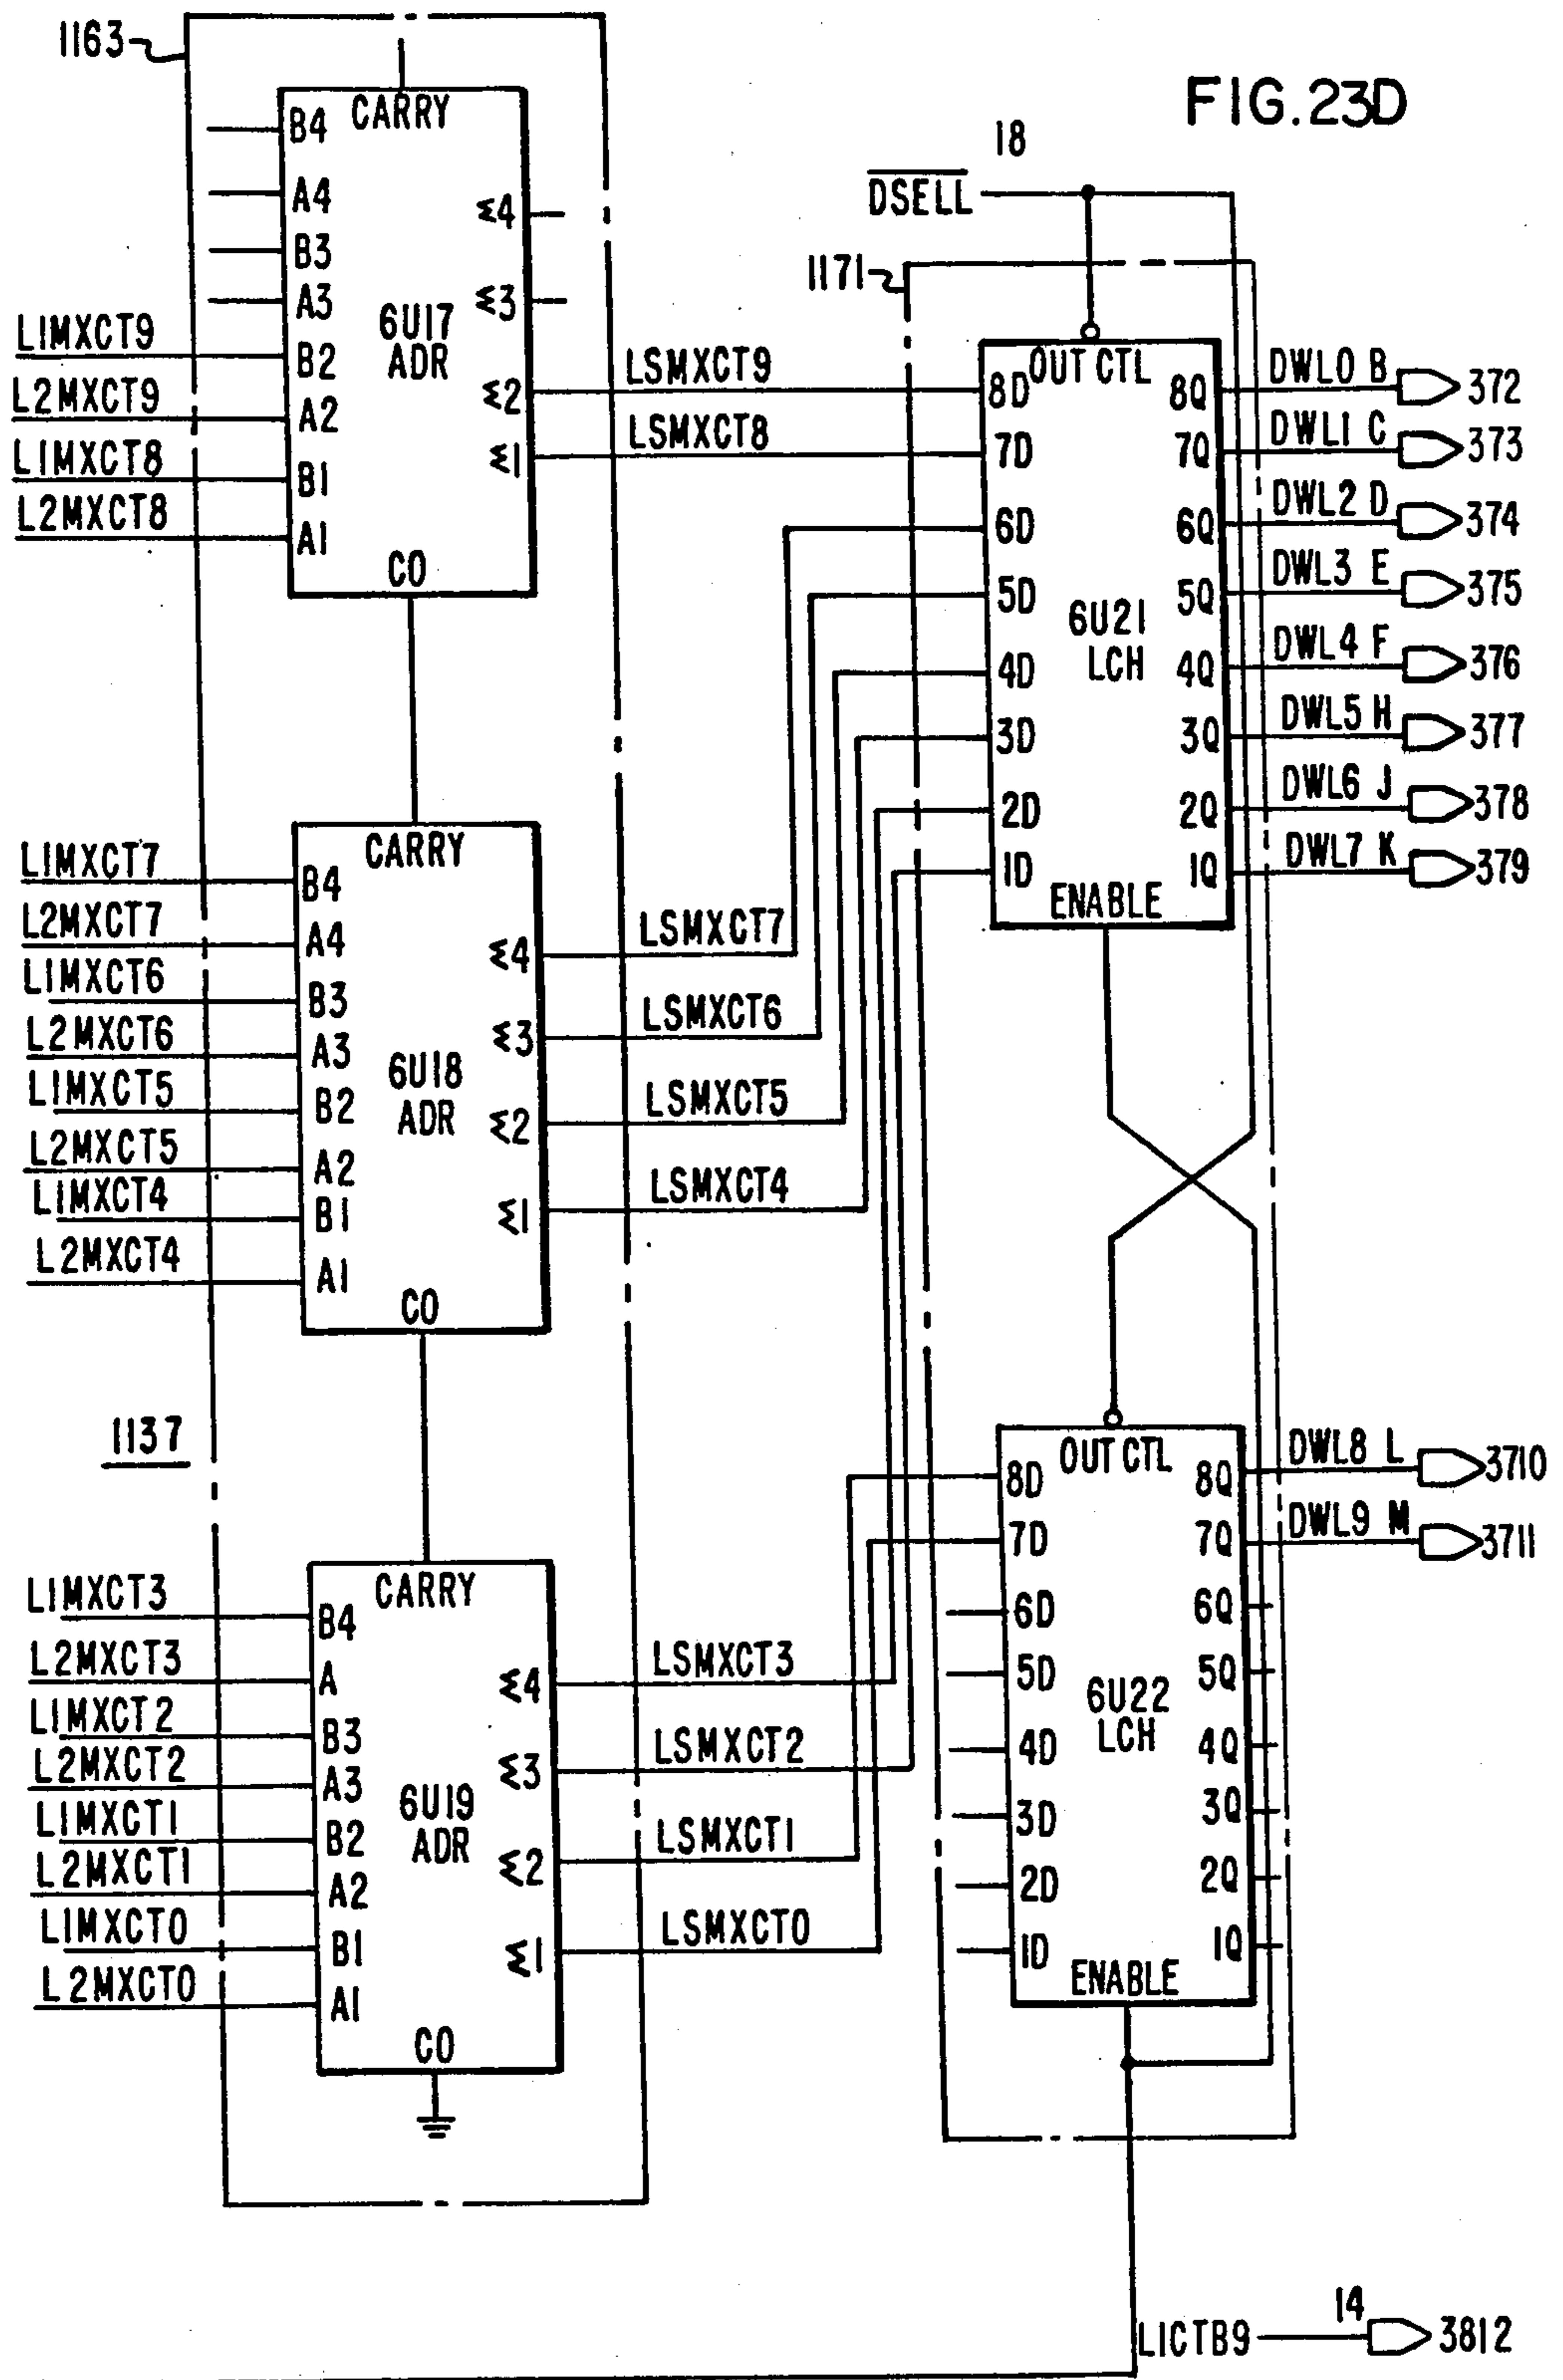 FIG.23D
1163
CARRY
B4
A4
B3
A3
B2
A2
B1
A1
Σ4
Σ3
Σ2
Σ1
6U17
ADR
CO
L1MXCT9
L2MXCT9
L1MXCT8
L2MXCT8
LSMXCT9
LSMXCT8
18
DSELL
1171
OUT CTL
8D
7D
6D
5D
4D
3D
2D
1D
6U21
LCH
8Q
7Q
6Q
5Q
4Q
3Q
2Q
1Q
ENABLE
DWL0 B 372
DWL1 C 373
DWL2 D 374
DWL3 E 375
DWL4 F 376
DWL5 H 377
DWL6 J 378
DWL7 K 379
L1MXCT7
L2MXCT7
L1MXCT6
L2MXCT6
L1MXCT5
L2MXCT5
L1MXCT4
L2MXCT4
CARRY
B4
A4
B3
A3
B2
A2
B1
A1
6U18
ADR
Σ4
Σ3
Σ2
Σ1
CO
LSMXCT7
LSMXCT6
LSMXCT5
LSMXCT4
1137
L1MXCT3
L2MXCT3
L1MXCT2
L2MXCT2
L1MXCT1
L2MXCT1
L1MXCT0
L2MXCT0
CARRY
B4
A
B3
A3
B2
A2
B1
A1
6U19
ADR
Σ4
Σ3
Σ2
Σ1
CO
LSMXCT3
LSMXCT2
LSMXCT1
LSMXCT0
OUT CTL
8D
7D
6D
5D
4D
3D
2D
1D
6U22
LCH
8Q
7Q
6Q
5Q
4Q
3Q
2Q
1Q
ENABLE
DWL8 L 3710
DWL9 M 3711
L1CTB9 14 3812